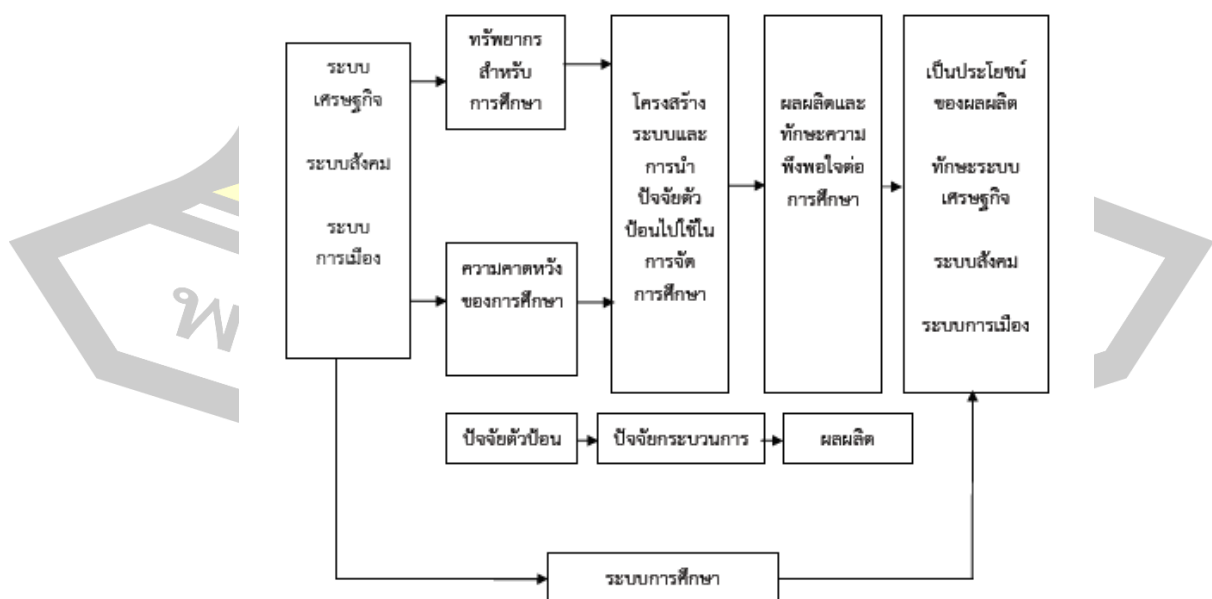 ระบบ
เศรษฐกิจ
ระบบสังคม
ระบบ
การเมือง
ทรัพยากร
สำหรับ
การศึกษา
ความคาดหวัง
ของการศึกษา
โครงสร้าง
ระบบและ
การนำ
ปัจจัยตัว
ป้อนไปใช้ใน
การจัด
การศึกษา
ผลผลิตและ
ทักษะความ
พึงพอใจต่อ
การศึกษา
เป็นประโยชน์
ของผลผลิต
ทักษะระบบ
เศรษฐกิจ
ระบบสังคม
ระบบการเมือง
ปัจจัยตัวป้อน
ปัจจัยกระบวนการ
ผลผลิต
ระบบการศึกษา